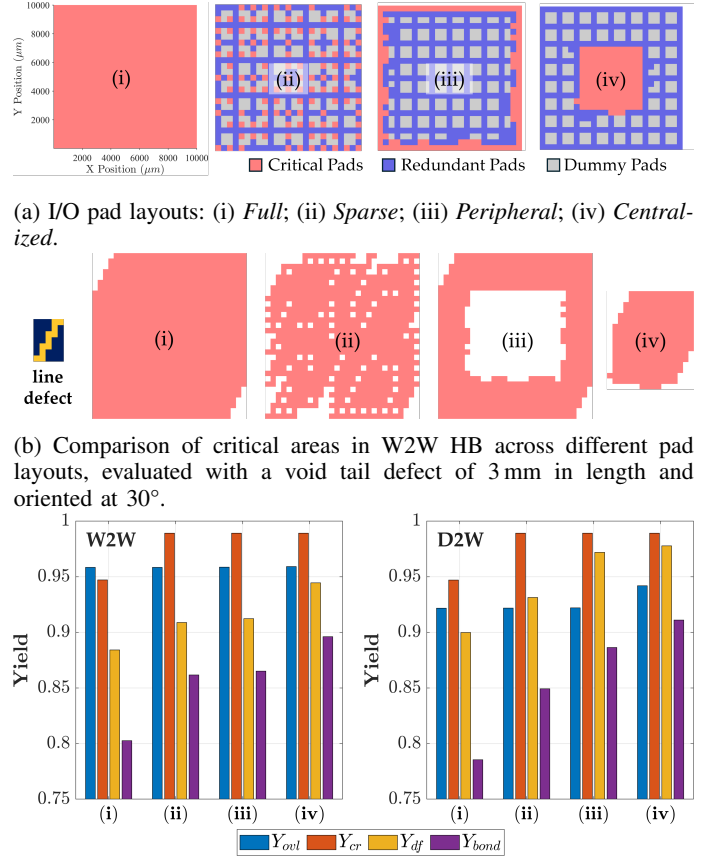 10000
8000
6000
4000
2000
Y Position (μm)
2000 4000 6000 8000 10000
X Position (μm)
(i)
(ii)
(iii)
(iv)
Critical Pads
Redundant Pads
Dummy Pads
(a) I/O pad layouts: (i) Full; (ii) Sparse; (iii) Peripheral; (iv) Central-
ized.
line
defect
(i)
(ii)
(iii)
(iv)
(b) Comparison of critical areas in W2W HB across different pad
layouts, evaluated with a void tail defect of 3 mm in length and
oriented at 30°.
W2W
Yield
1
0.95
0.9
0.85
0.8
0.75
(i) (ii) (iii) (iv)
D2W
Yield
1
0.95
0.9
0.85
0.8
0.75
(i) (ii) (iii) (iv)
Yovl Ycr Ydf Ybond